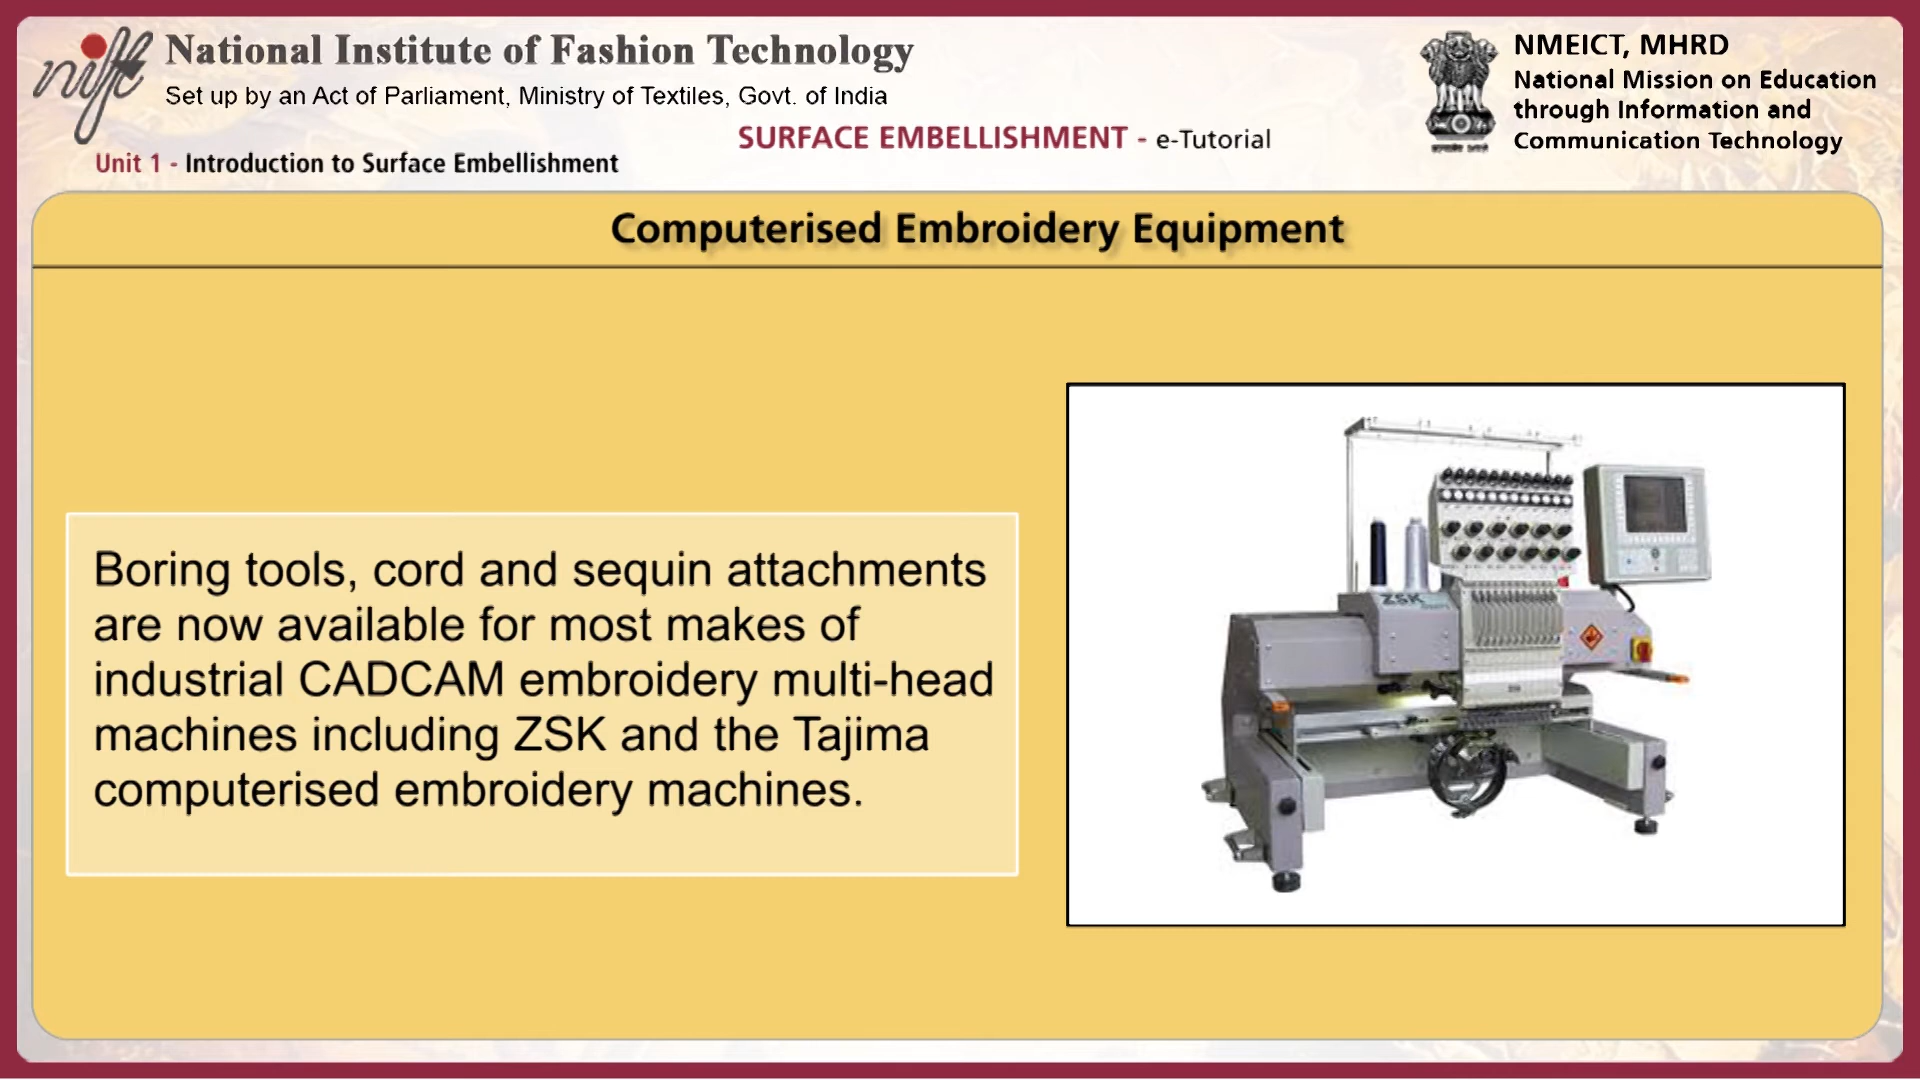 nift
National Institute of Fashion Technology
Set up by an Act of Parliament, Ministry of Textiles, Govt. of India
SURFACE EMBELLISHMENT - e-Tutorial
Unit 1 - Introduction to Surface Embellishment
NMEICT, MHRD
National Mission on Education
through Information and
Communication Technology
Computerised Embroidery Equipment
Boring tools, cord and sequin attachments
are now available for most makes of
industrial CADCAM embroidery multi-head
machines including ZSK and the Tajima
computerised embroidery machines.
ZSK